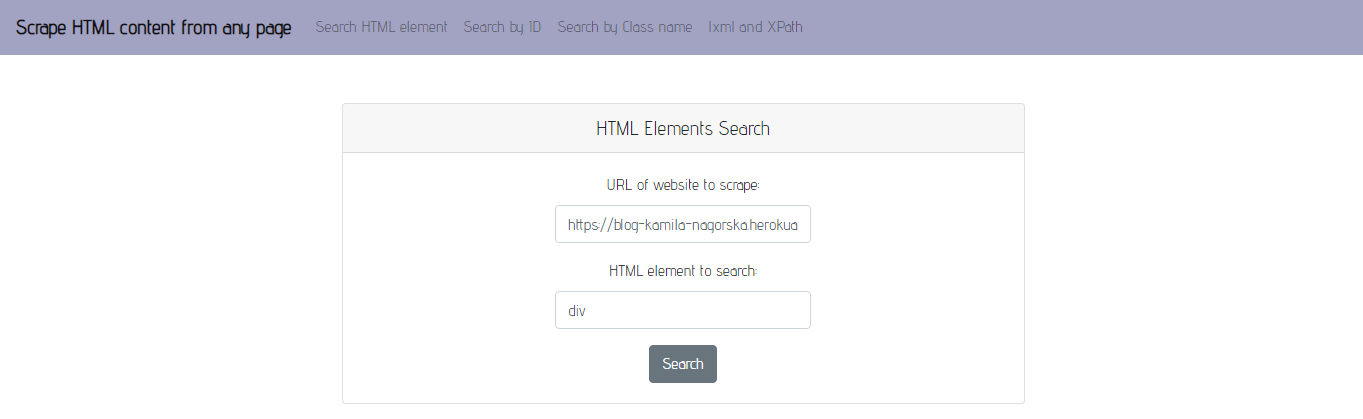 Scrape HTML content from any page Search HTML element Search by ID Search by Class name lxml and XPath
HTML Elements Search
URL of website to scrape:
https://blog-kamila-nagorska.herokua
HTML element to search:
div
Search